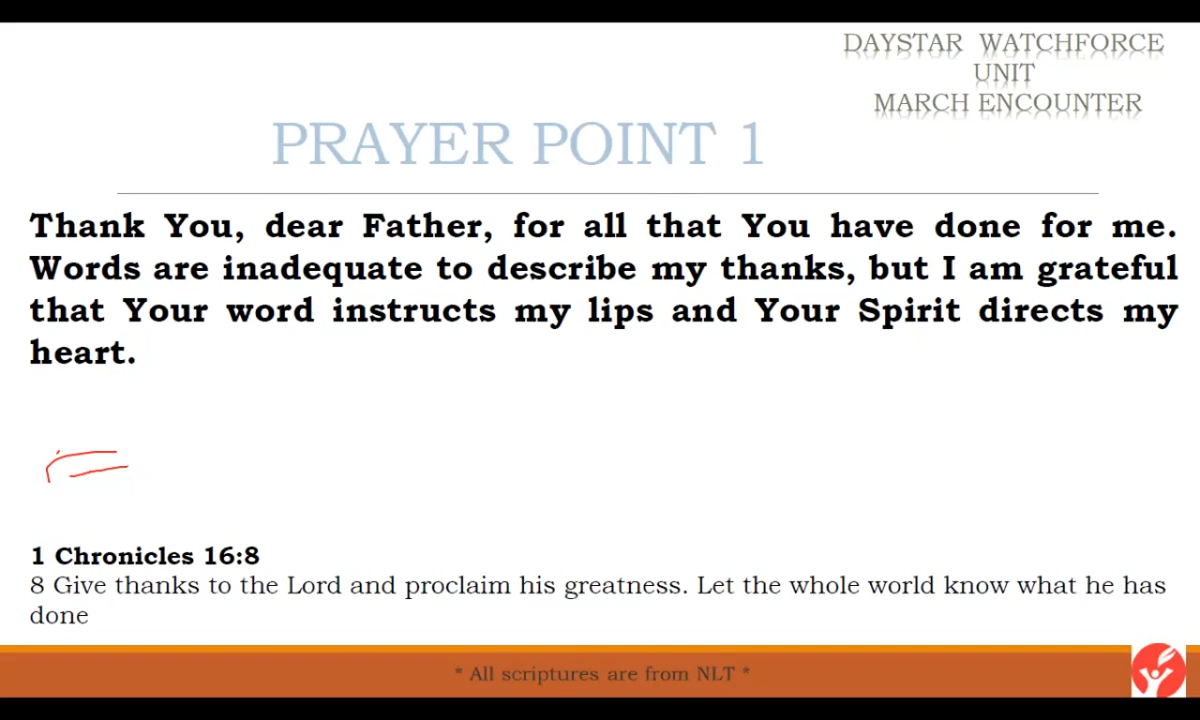 DAYSTAR WATCHFORCE
UNIT
MARCH ENCOUNTER
PRAYER POINT 1
Thank You, dear Father, for all that You have done for me.
Words are inadequate to describe my thanks, but I am grateful
that Your word instructs my lips and Your Spirit directs my
heart.
1 Chronicles 16:8
8 Give thanks to the Lord and proclaim his greatness. Let the whole world know what he has
done
* All scriptures are from NLT *